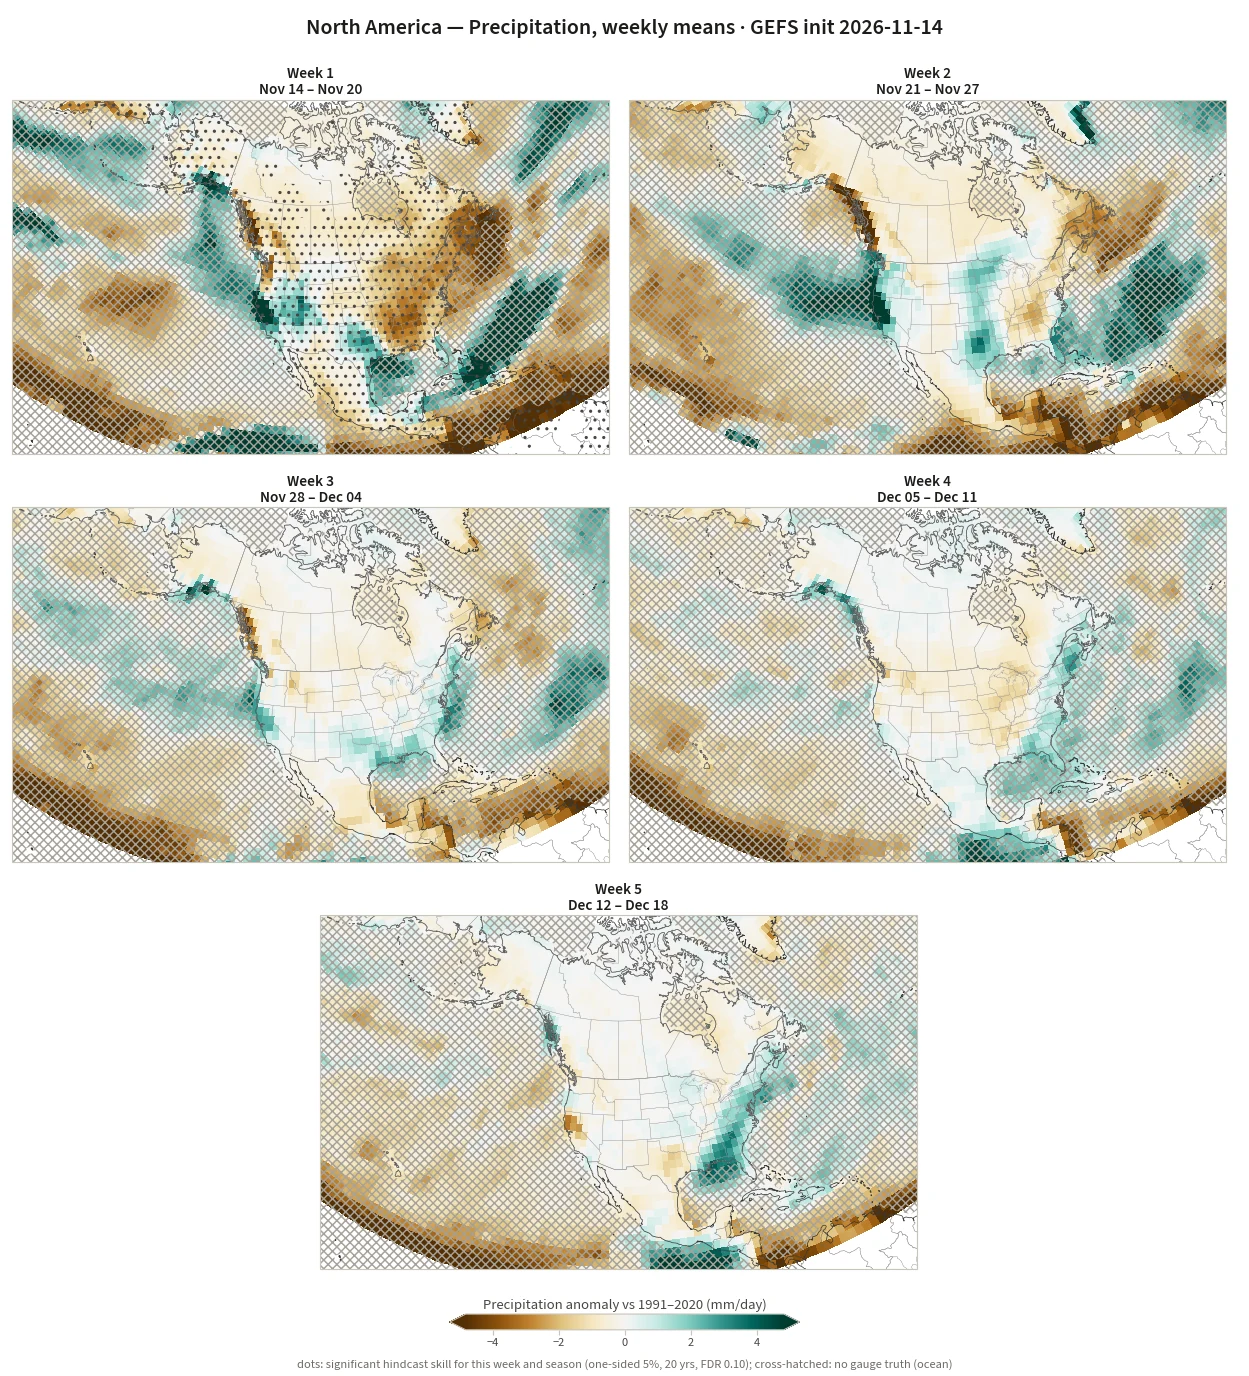 North America — Precipitation, weekly means · GEFS init 2026-11-14
Week 1
Nov 14 – Nov 20
Week 2
Nov 21 – Nov 27
Week 3
Nov 28 – Dec 04
Week 4
Dec 05 – Dec 11
Week 5
Dec 12 – Dec 18
Precipitation anomaly vs 1991–2020 (mm/day)
−4 −2 0 2 4
dots: significant hindcast skill for this week and season (one-sided 5%, 20 yrs, FDR 0.10); cross-hatched: no gauge truth (ocean)